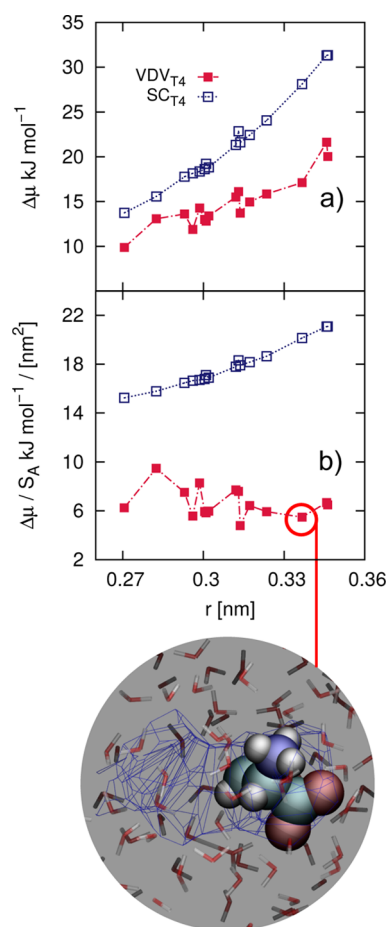 35
30
25
20
15
10
Δμ kJ mol⁻¹
VDV_T4
SC_T4
a)
22
18
14
10
6
2
Δμ / S_A kJ mol⁻¹ / [nm²]
b)
0.27 0.3 0.33 0.36
r [nm]